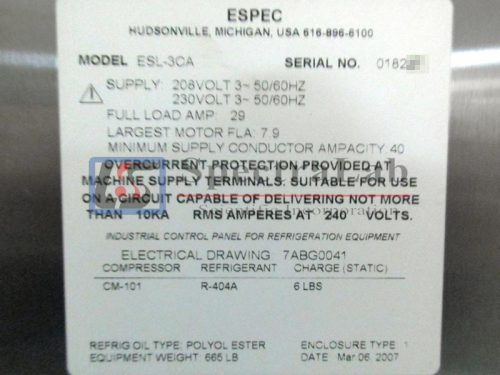 ESPEC
HUDSONVILLE, MICHIGAN, USA 616-896-6100
MODEL ESL-3CA SERIAL NO. 0182
SUPPLY: 208VOLT 3~ 50/60HZ
230VOLT 3~ 50/60HZ
FULL LOAD AMP: 29
LARGEST MOTOR FLA: 7.9
MINIMUM SUPPLY CONDUCTOR AMPACITY: 40
OVERCURRENT PROTECTION PROVIDED AT
MACHINE SUPPLY TERMINALS. SUITABLE FOR USE
ON A CIRCUIT CAPABLE OF DELIVERING NOT MORE
THAN 10KA RMS AMPERES AT 240 VOLTS.
INDUSTRIAL CONTROL PANEL FOR REFRIGERATION EQUIPMENT
ELECTRICAL DRAWING 7ABG0041
COMPRESSOR REFRIGERANT CHARGE (STATIC)
CM-101 R-404A 6 LBS
REFRIG OIL TYPE: POLYOL ESTER ENCLOSURE TYPE 1
EQUIPMENT WEIGHT: 665 LB DATE Mar 06, 2007
SpectraLab
Scientific Incorporation